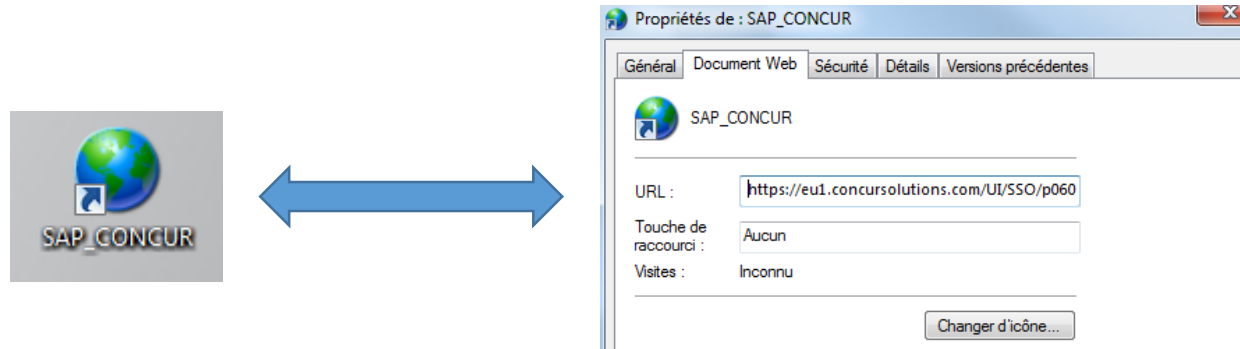 SAP_CONCUR
Propriétés de : SAP_CONCUR
X
Général Document Web Sécurité Détails Versions précédentes
SAP_CONCUR
URL : https://eu1.concursolutions.com/UI/SSO/p060
Touche de
raccourci : Aucun
Visites : Inconnu
Changer d'icône...